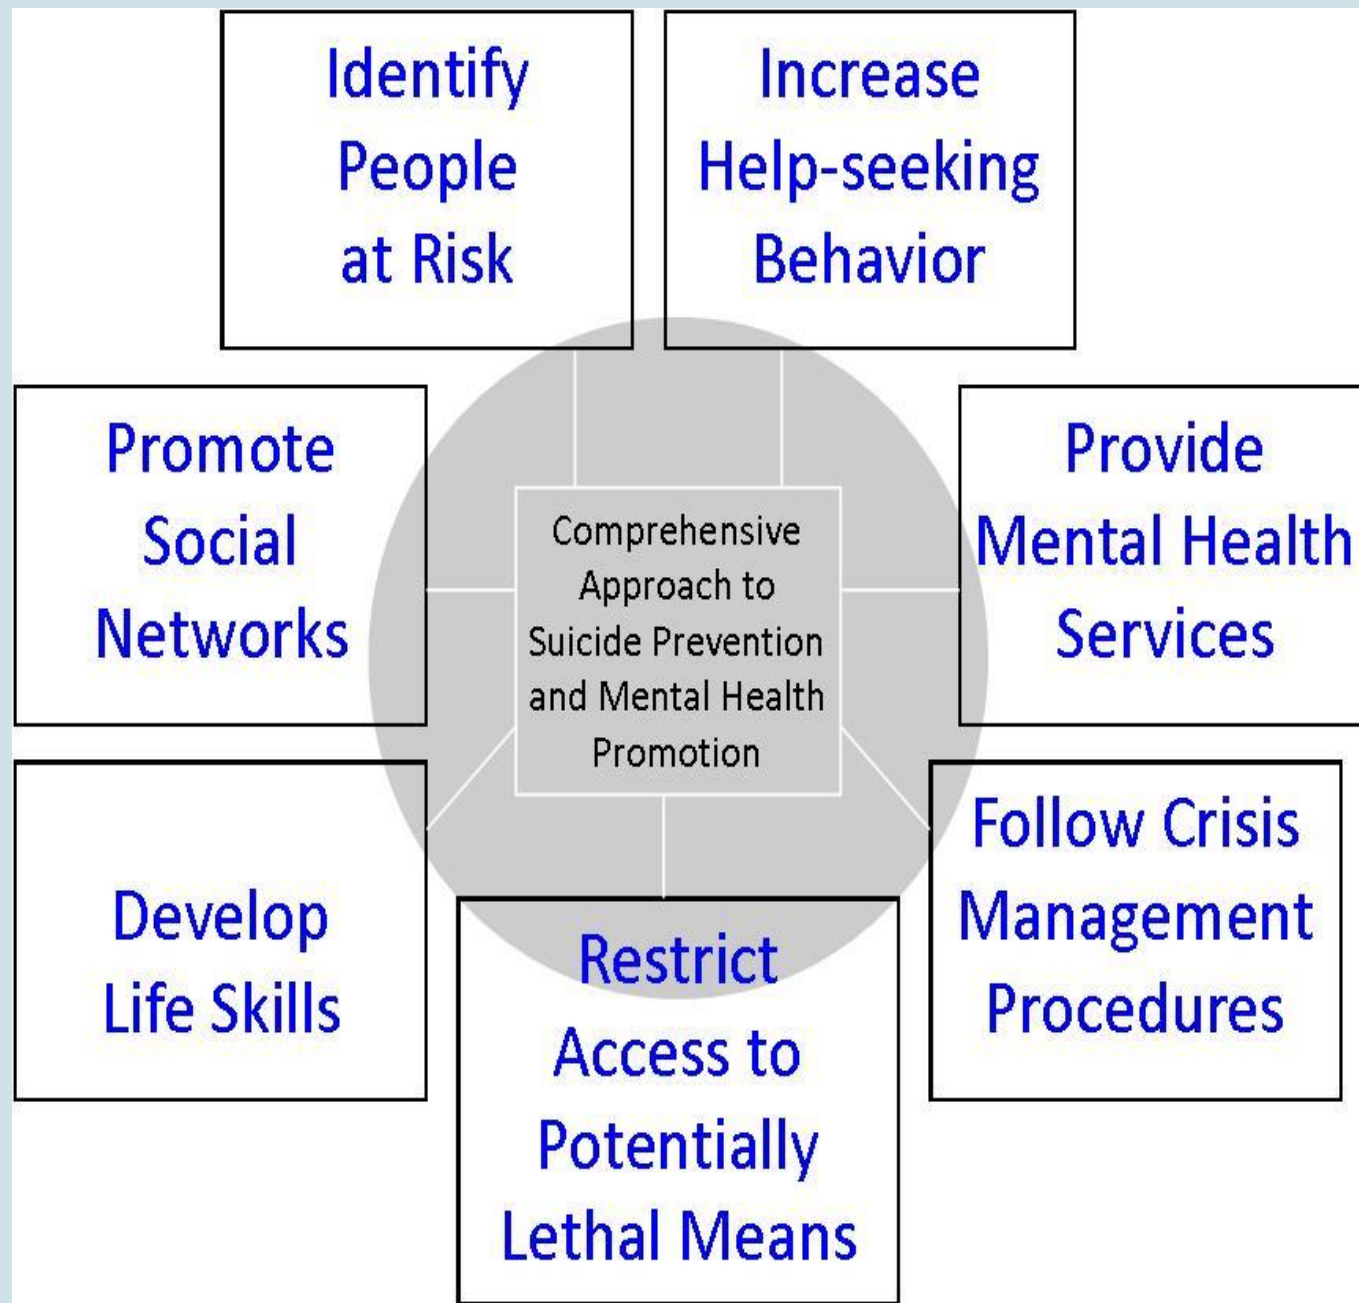 Identify
People
at Risk
Increase
Help-seeking
Behavior
Promote
Social
Networks
Comprehensive
Approach to
Suicide Prevention
and Mental Health
Promotion
Provide
Mental Health
Services
Develop
Life Skills
Restrict
Access to
Potentially
Lethal Means
Follow Crisis
Management
Procedures